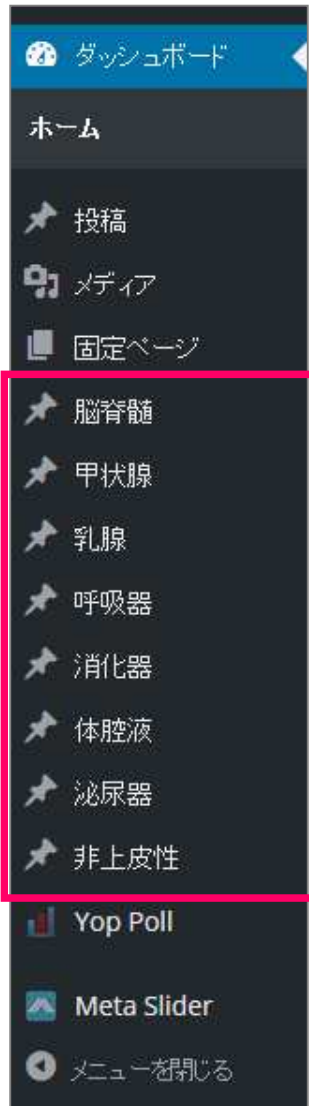 ダッシュボード
ホーム
投稿
メディア
固定ページ
脳脊髄
甲状腺
乳腺
呼吸器
消化器
体腔液
泌尿器
非上皮性
Yop Poll
Meta Slider
メニューを閉じる